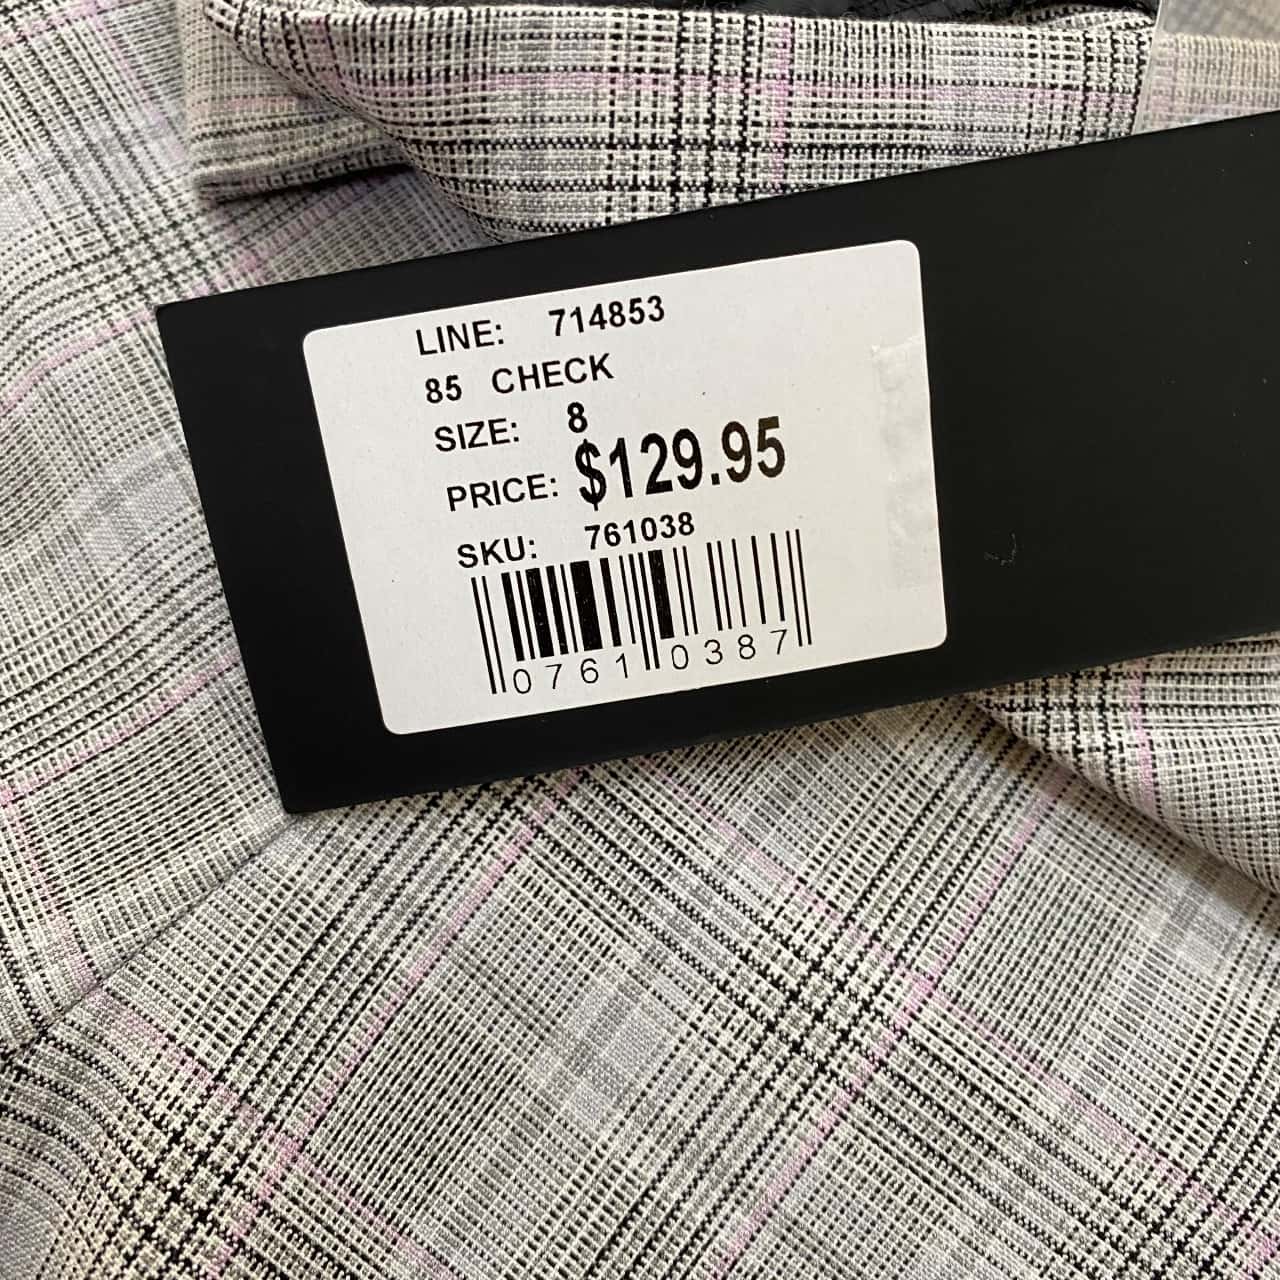 LINE: 714853
85 CHECK
SIZE: 8
PRICE: $129.95
SKU: 761038
0761 0387